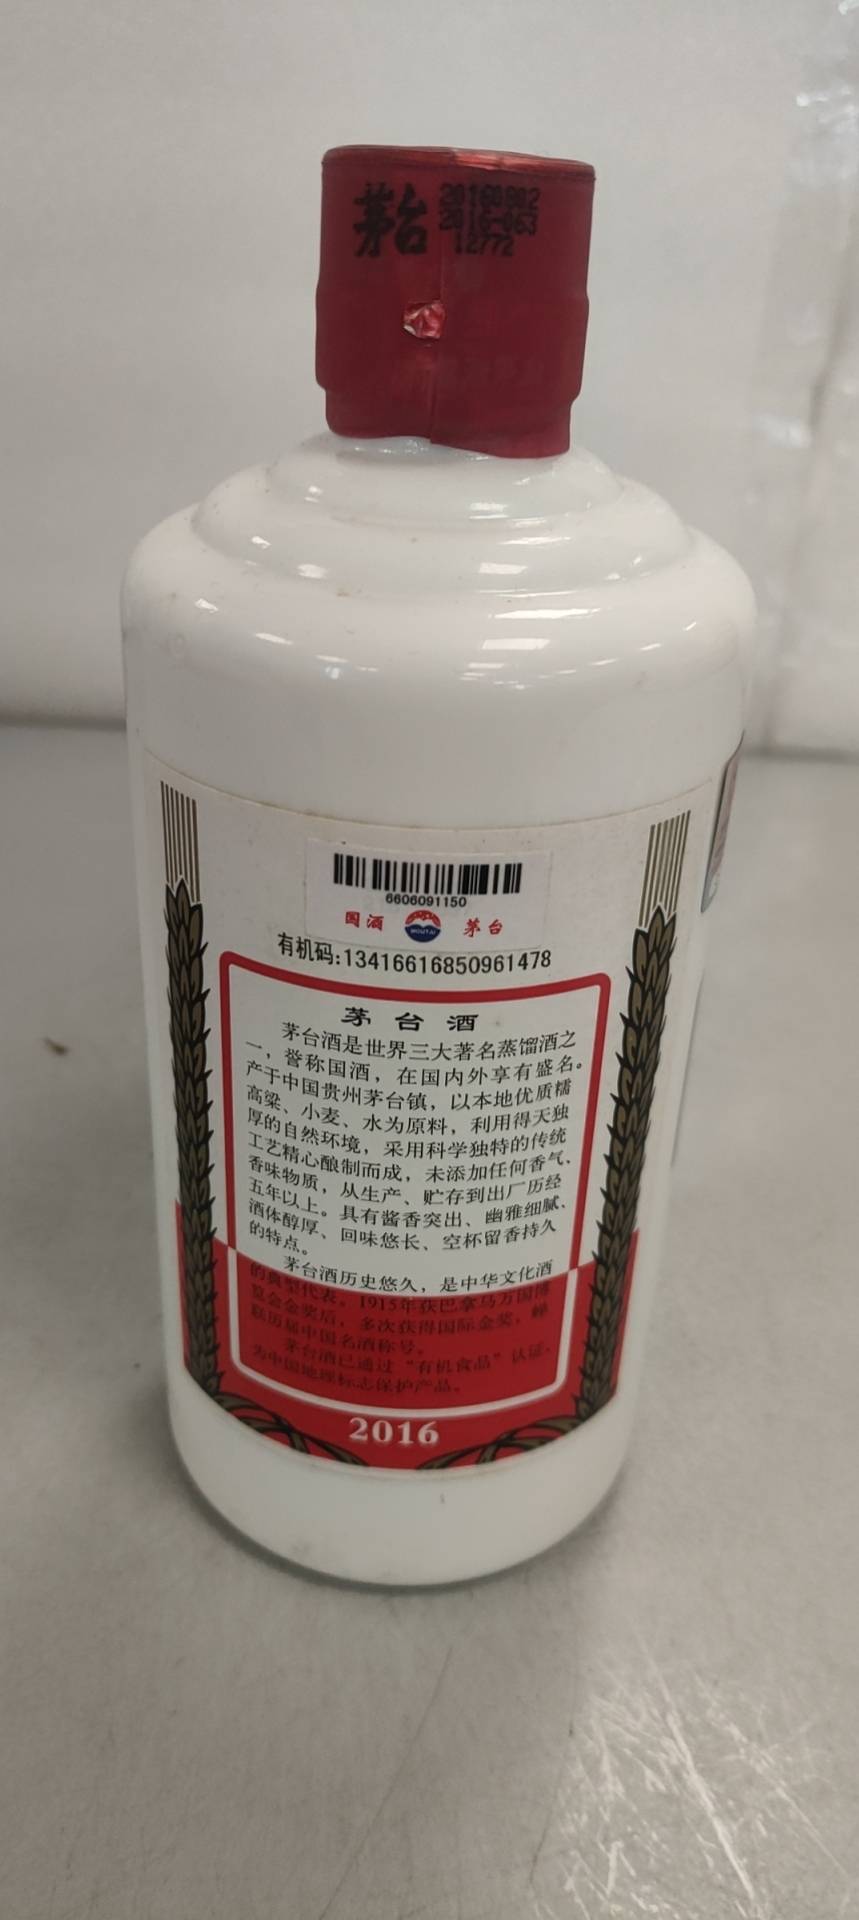 茅台
20160802
2016-063
12772
6606091150
国酒
MOUTAI
茅台
有机码:13416616850961478
茅台酒
茅台酒是世界三大著名蒸馏酒之
一，誉称国酒，在国内外享有盛名。
产于中国贵州茅台镇，以本地优质糯
高粱、小麦、水为原料，利用得天独
厚的自然环境，采用科学独特的传统
工艺精心酿制而成，未添加任何香气、
香味物质，从生产、贮存到出厂历经
五年以上。具有酱香突出、幽雅细腻、
酒体醇厚、回味悠长、空杯留香持久
的特点。
茅台酒历史悠久，是中华文化酒
的典型代表。1915年获巴拿马万国博
览会金奖后，多次获得国际金奖，蝉
联历届中国名酒称号。
茅台酒已通过“有机食品”认证，
为中国地理标志保护产品。
2016